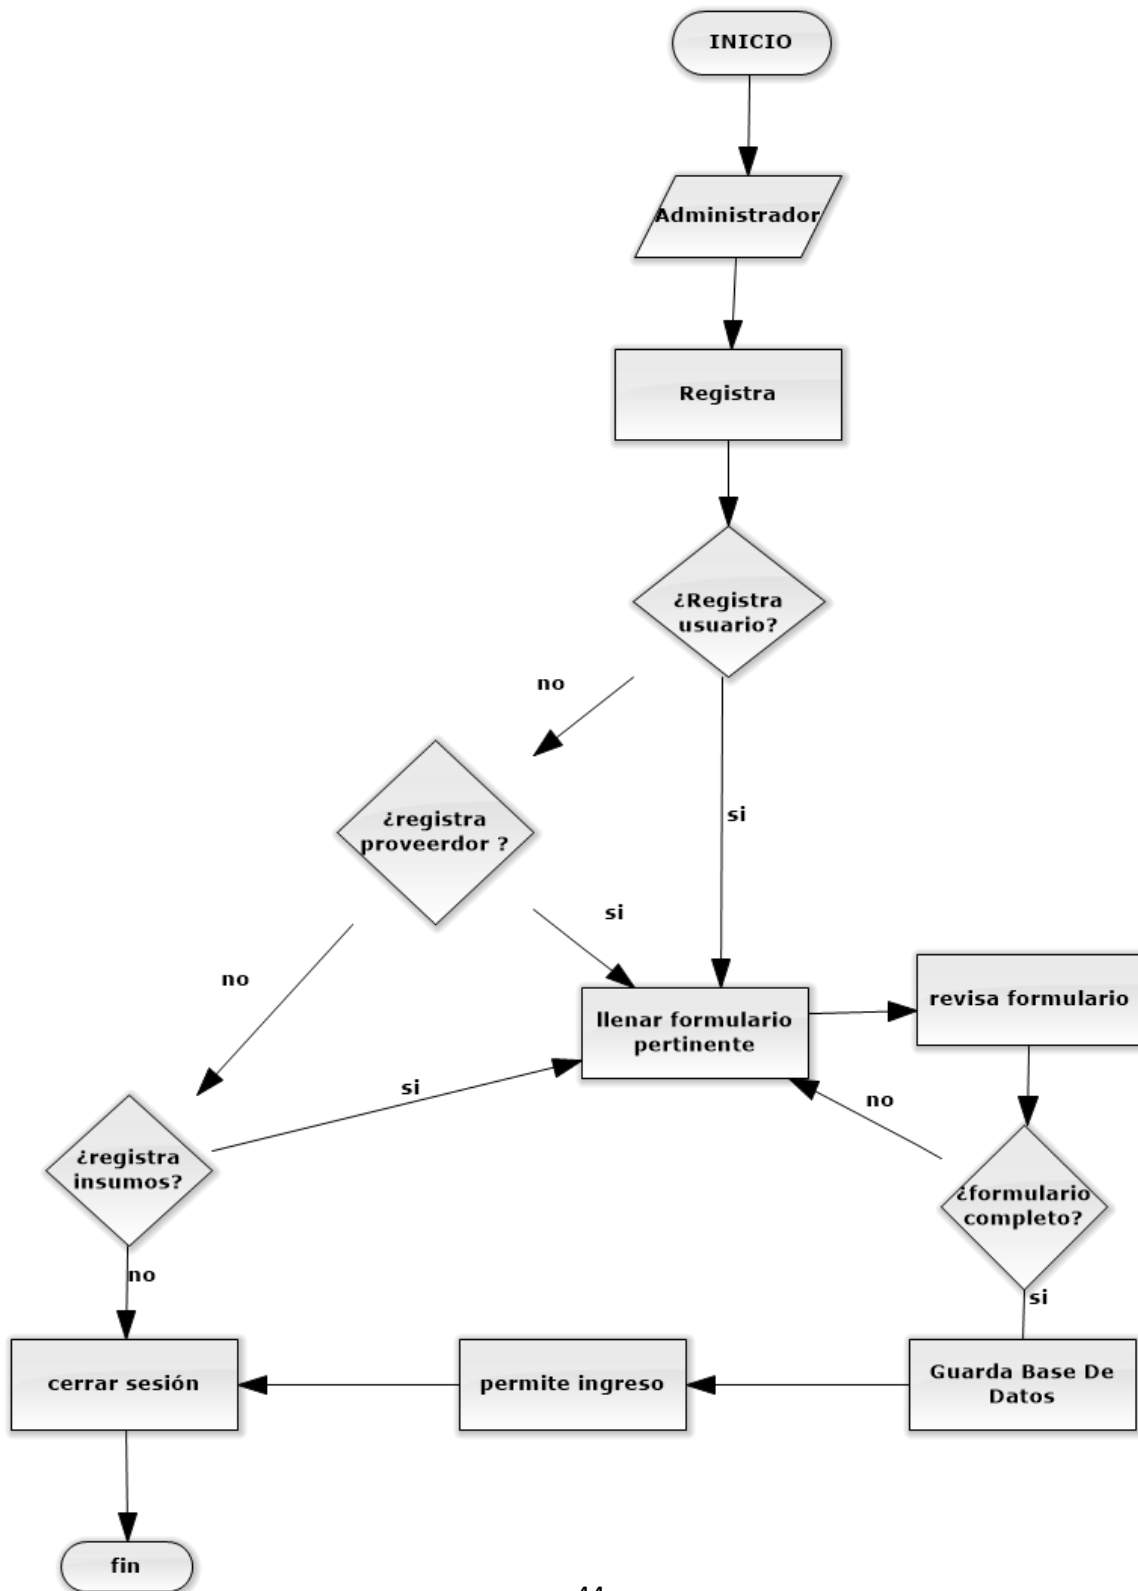 INICIO
Administrador
Registra
¿Registra
usuario?
no
si
¿registra
proveerdor ?
si
no
llenar formulario
pertinente
revisa formulario
si
no
¿registra
insumos?
¿formulario
completo?
no
si
cerrar sesión
permite ingreso
Guarda Base De
Datos
fin